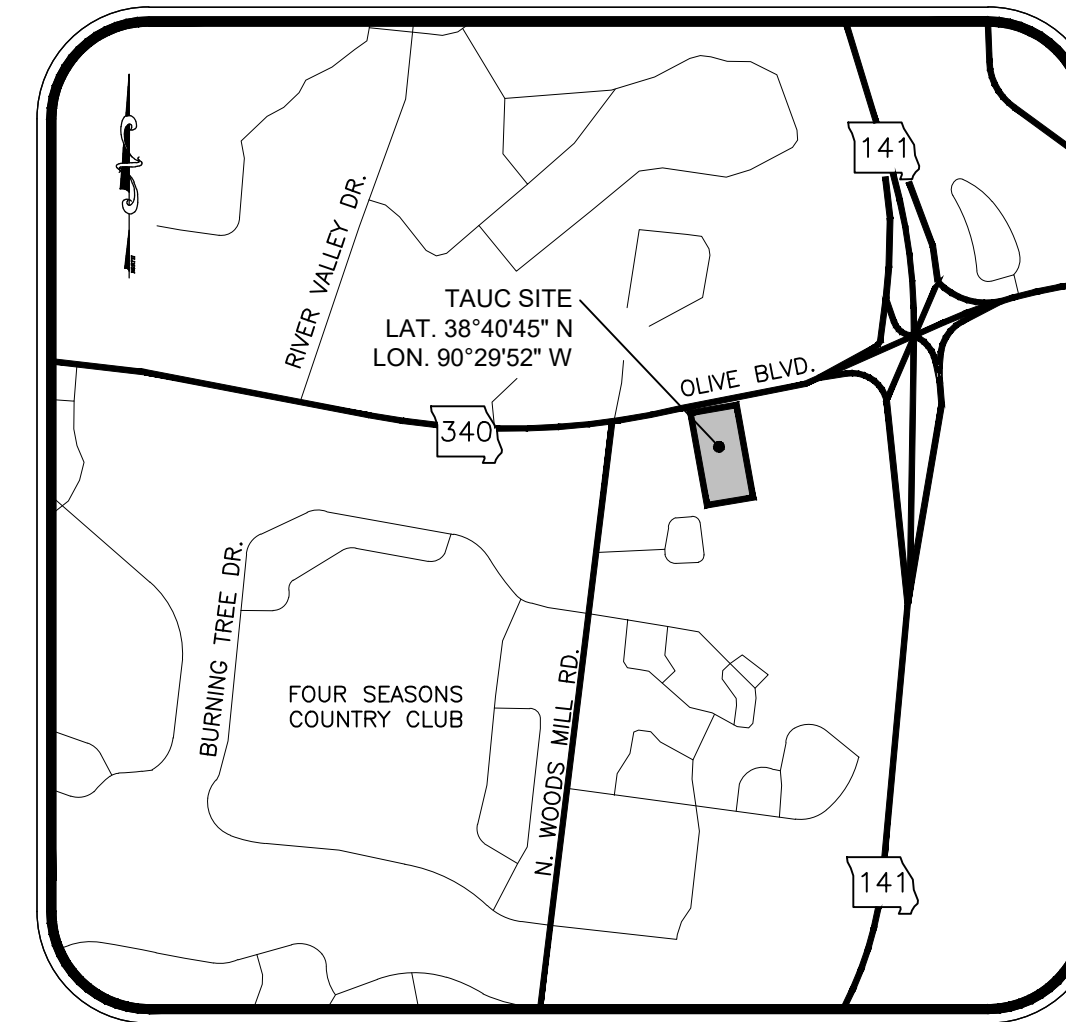 141
RIVER VALLEY DR.
TAUC SITE
LAT. 38°40'45" N
LON. 90°29'52" W
OLIVE BLVD.
340
BURNING TREE DR.
FOUR SEASONS
COUNTRY CLUB
N. WOODS MILL RD.
141